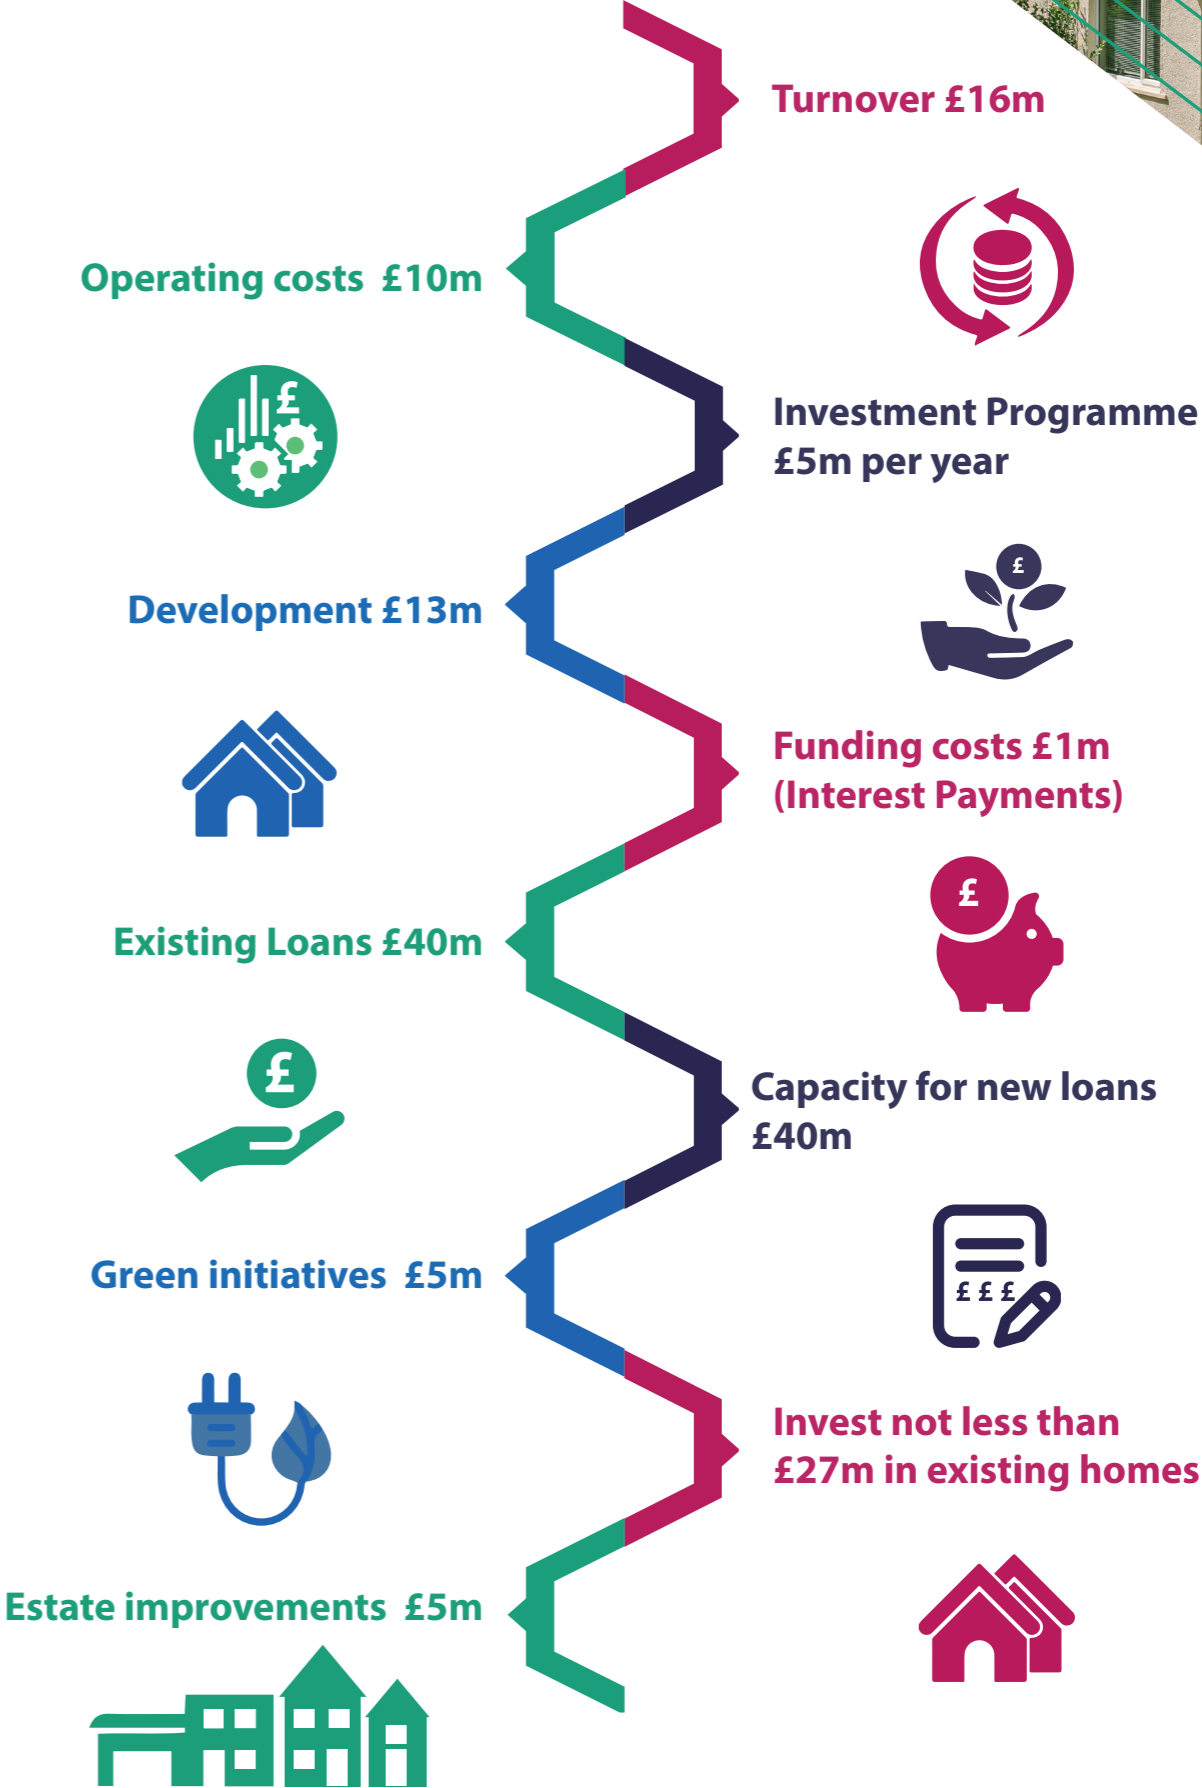 Turnover £16m
Operating costs £10m
£
Investment Programme
£5m per year
£
Development £13m
Funding costs £1m
(Interest Payments)
£
Existing Loans £40m
£
Capacity for new loans
£40m
£ £ £
Green initiatives £5m
Invest not less than
£27m in existing homes
Estate improvements £5m